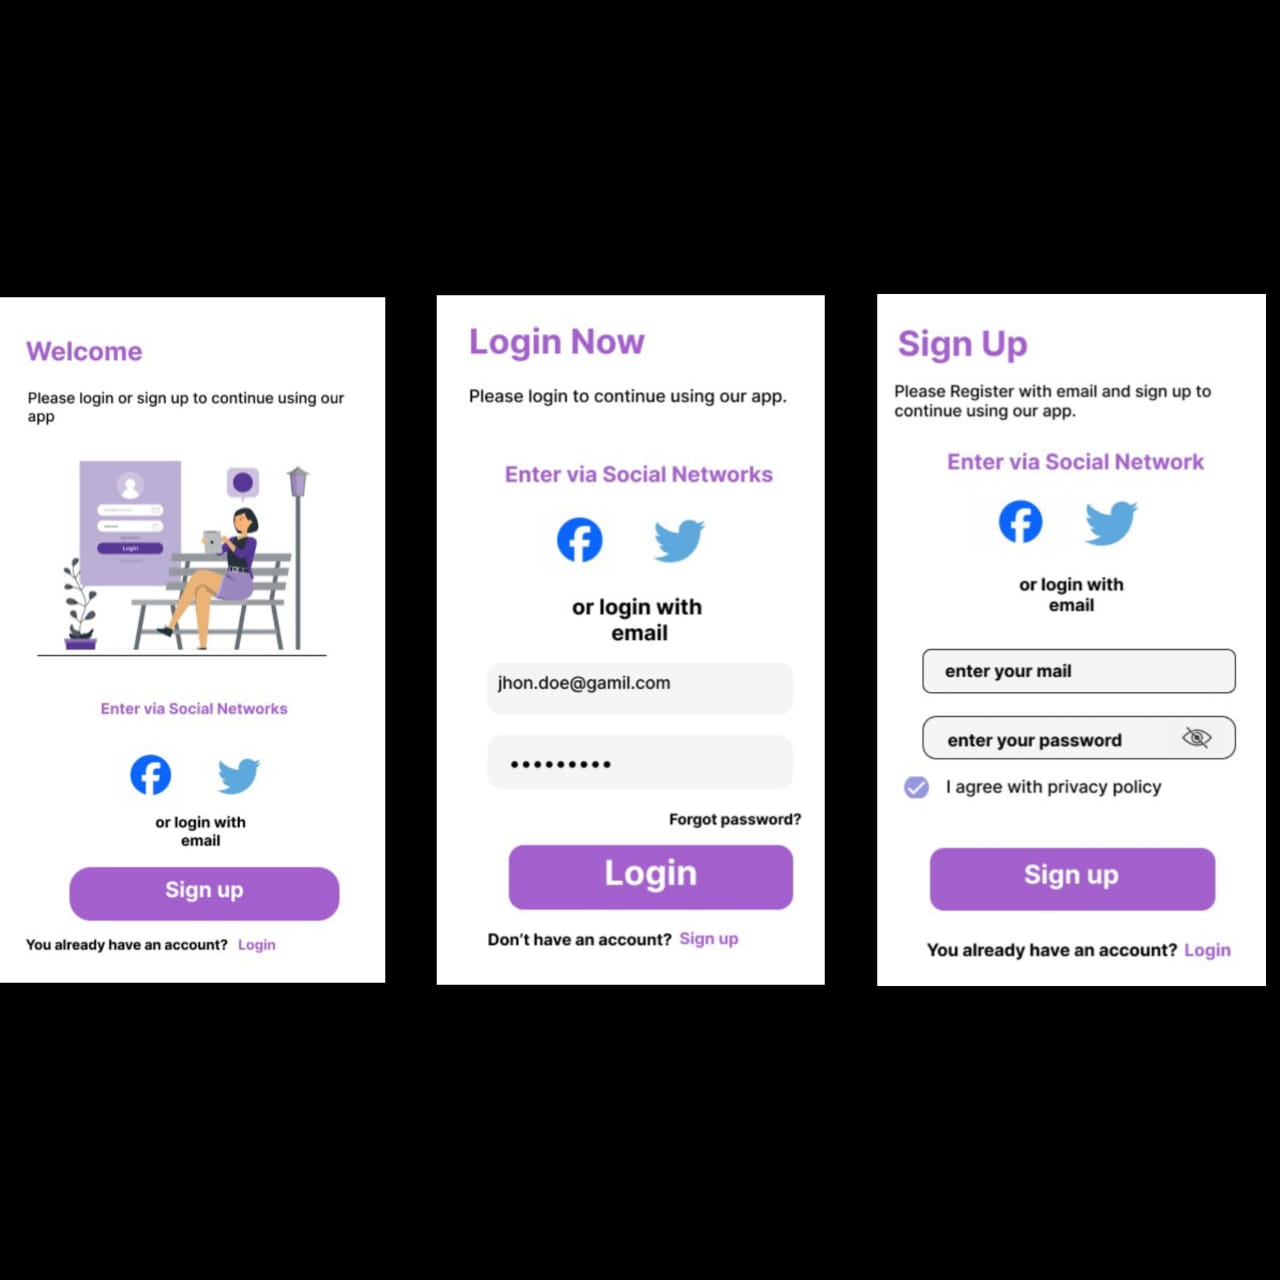 Welcome
Please login or sign up to continue using our
app
Login
Enter via Social Networks
or login with
email
Sign up
You already have an account? Login
Login Now
Please login to continue using our app.
Enter via Social Networks
or login with
email
jhon.doe@gamil.com
Forgot password?
Login
Don't have an account? Sign up
Sign Up
Please Register with email and sign up to
continue using our app.
Enter via Social Network
or login with
email
enter your mail
enter your password
I agree with privacy policy
Sign up
You already have an account? Login